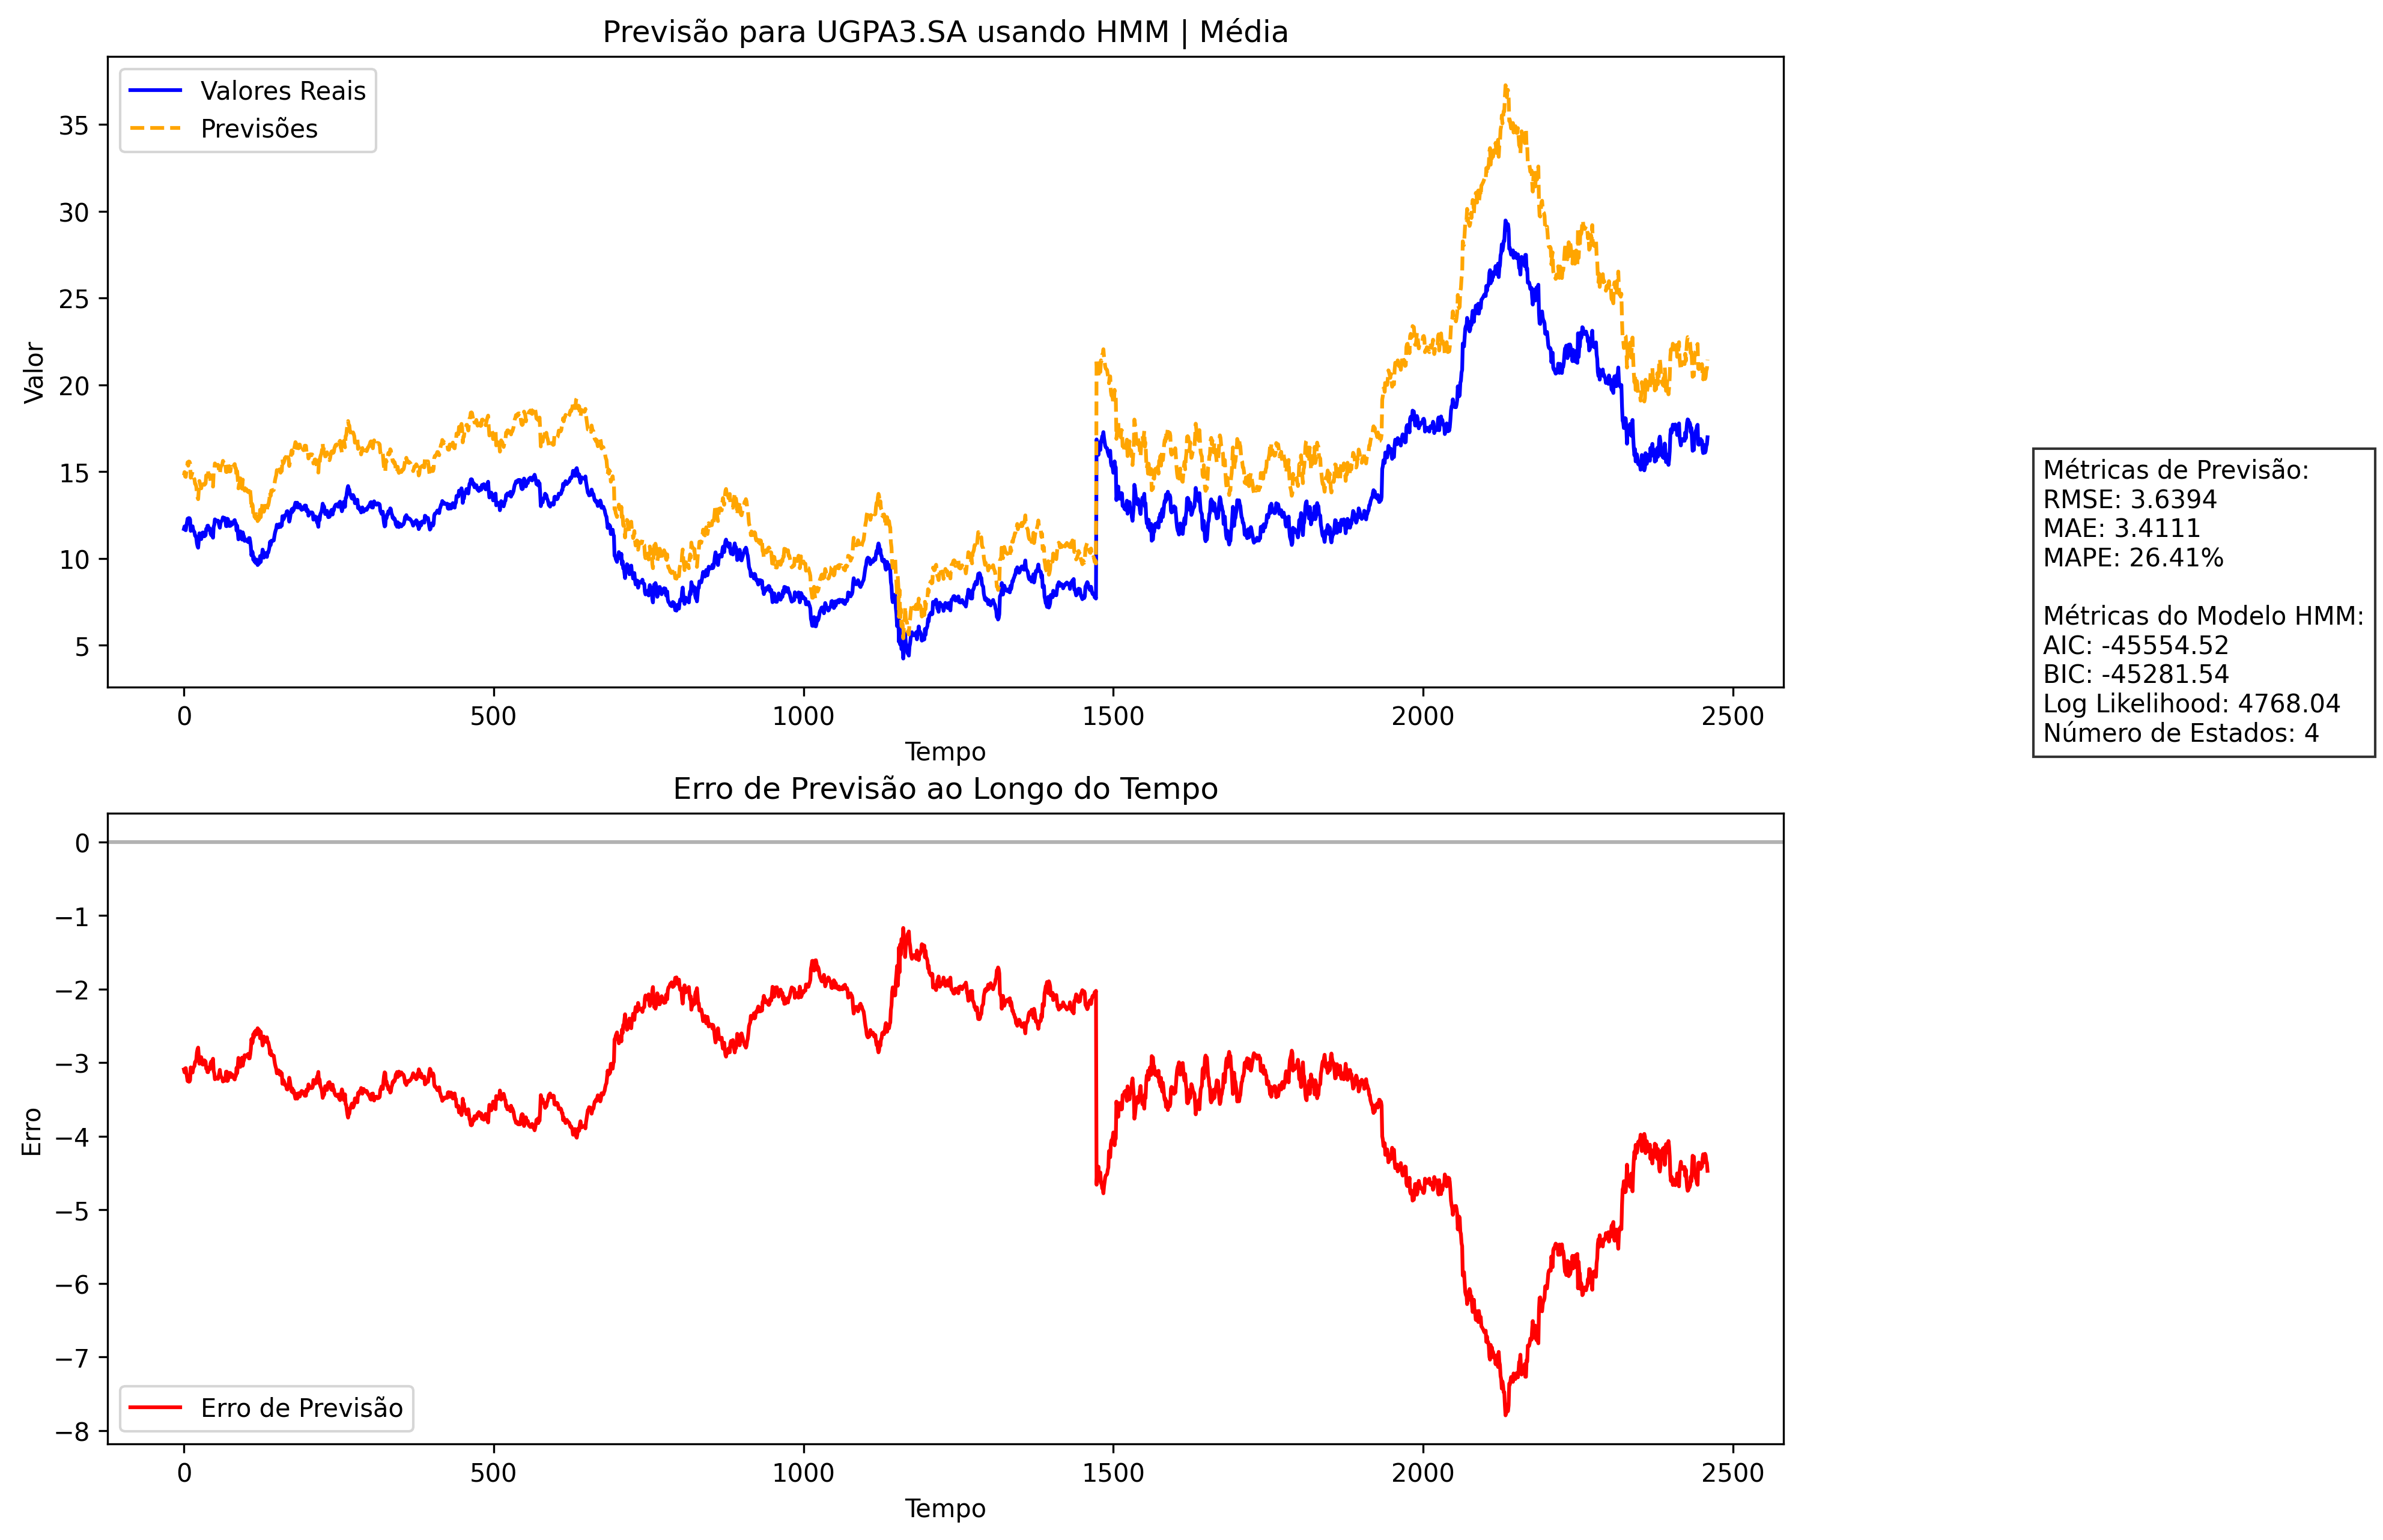 Previsão para UGPA3.SA usando HMM | Média
Valores Reais
Previsões
35
30
25
20
15
10
5
Valor
0
500
1000
1500
2000
2500
Tempo
Métricas de Previsão:
RMSE: 3.6394
MAE: 3.4111
MAPE: 26.41%
Métricas do Modelo HMM:
AIC: -45554.52
BIC: -45281.54
Log Likelihood: 4768.04
Número de Estados: 4
Erro de Previsão ao Longo do Tempo
0
−1
−2
−3
−4
−5
−6
−7
−8
Erro
Erro de Previsão
0
500
1000
1500
2000
2500
Tempo